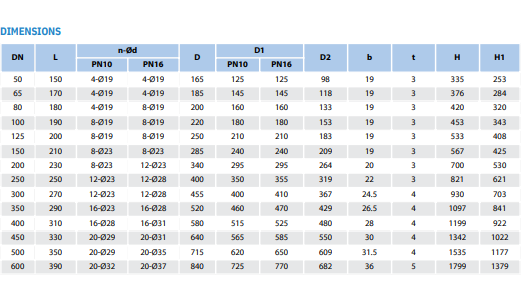 DIMENSIONS
DN L n-Ød D D1 D2 b t H H1
PN10 PN16 PN10 PN16
50 150 4-Ø19 4-Ø19 165 125 125 98 19 3 335 253
65 170 4-Ø19 4-Ø19 185 145 145 118 19 3 376 284
80 180 4-Ø19 8-Ø19 200 160 160 133 19 3 420 320
100 190 8-Ø19 8-Ø19 220 180 180 153 19 3 453 343
125 200 8-Ø19 8-Ø19 250 210 210 183 19 3 533 408
150 210 8-Ø23 8-Ø23 285 240 240 209 19 3 567 425
200 230 8-Ø23 12-Ø23 340 295 295 264 20 3 700 530
250 250 12-Ø23 12-Ø28 400 350 355 319 22 3 821 621
300 270 12-Ø23 12-Ø28 455 400 410 367 24.5 4 930 703
350 290 16-Ø23 16-Ø28 520 460 470 429 26.5 4 1097 841
400 310 16-Ø28 16-Ø31 580 515 525 480 28 4 1199 922
450 330 20-Ø29 20-Ø31 640 565 585 550 30 4 1342 1022
500 350 20-Ø29 20-Ø35 715 620 650 609 31.5 4 1535 1177
600 390 20-Ø32 20-Ø37 840 725 770 682 36 5 1799 1379